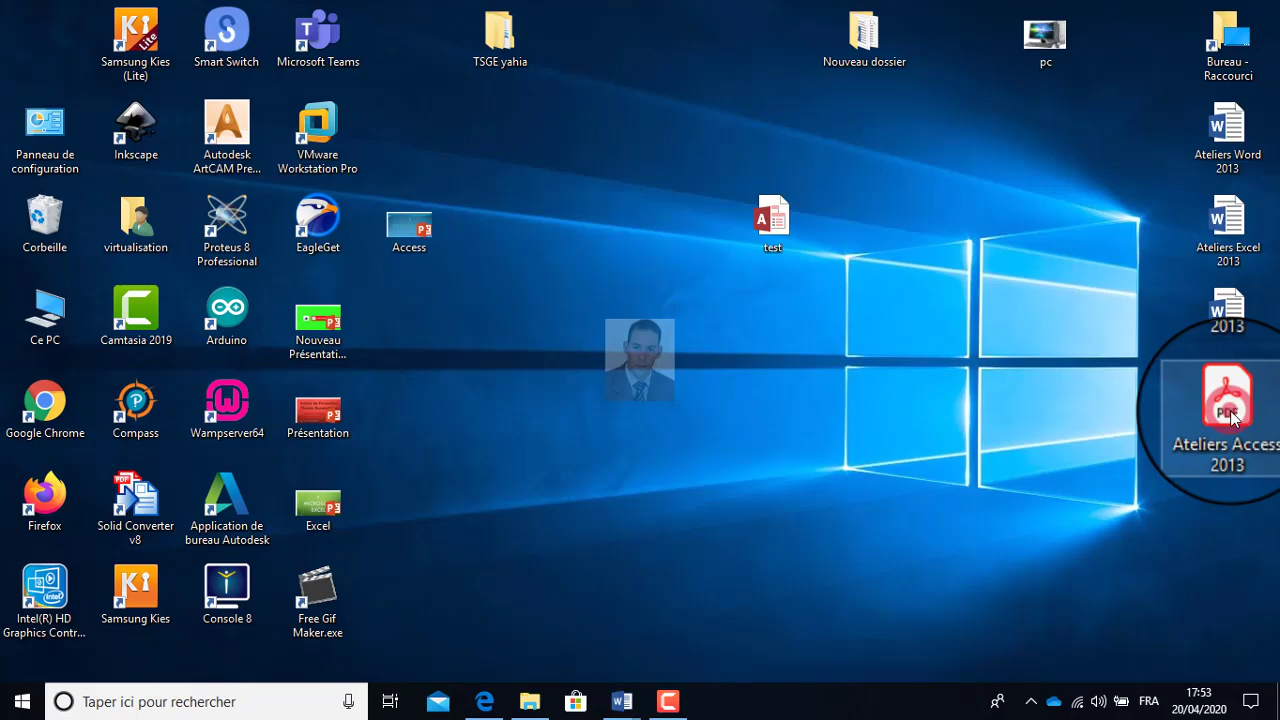 Samsung Kies
(Lite)
Smart Switch
Microsoft Teams
TSGE yahia
Nouveau dossier
pc
Bureau -
Raccourci
Panneau de
configuration
Inkscape
Autodesk
ArtCAM Pre...
VMware
Workstation Pro
Ateliers Word
2013
Corbeille
virtualisation
Proteus 8
Professional
EagleGet
Access
test
Ateliers Excel
2013
Ce PC
Camtasia 2019
Arduino
Nouveau
Présentati...
2013
Google Chrome
Compass
Wampserver64
Présentation
PDF
Ateliers Access
2013
Firefox
Solid Converter
v8
Application de
bureau Autodesk
Excel
Intel(R) HD
Graphics Contr...
Samsung Kies
Console 8
Free Gif
Maker.exe
Taper ici pour rechercher
FRA
17:53
20/04/2020